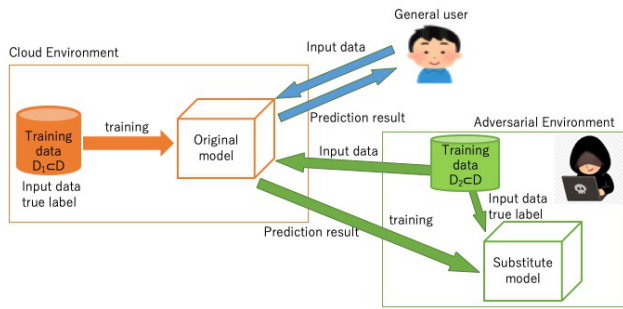 General user
Cloud Environment
Input data
Prediction result
Training
data
D₁⊂D
training
Original
model
Input data
true label
Adversarial Environment
Input data
Training
data
D₂⊂D
Input data
true label
training
Prediction result
Substitute
model